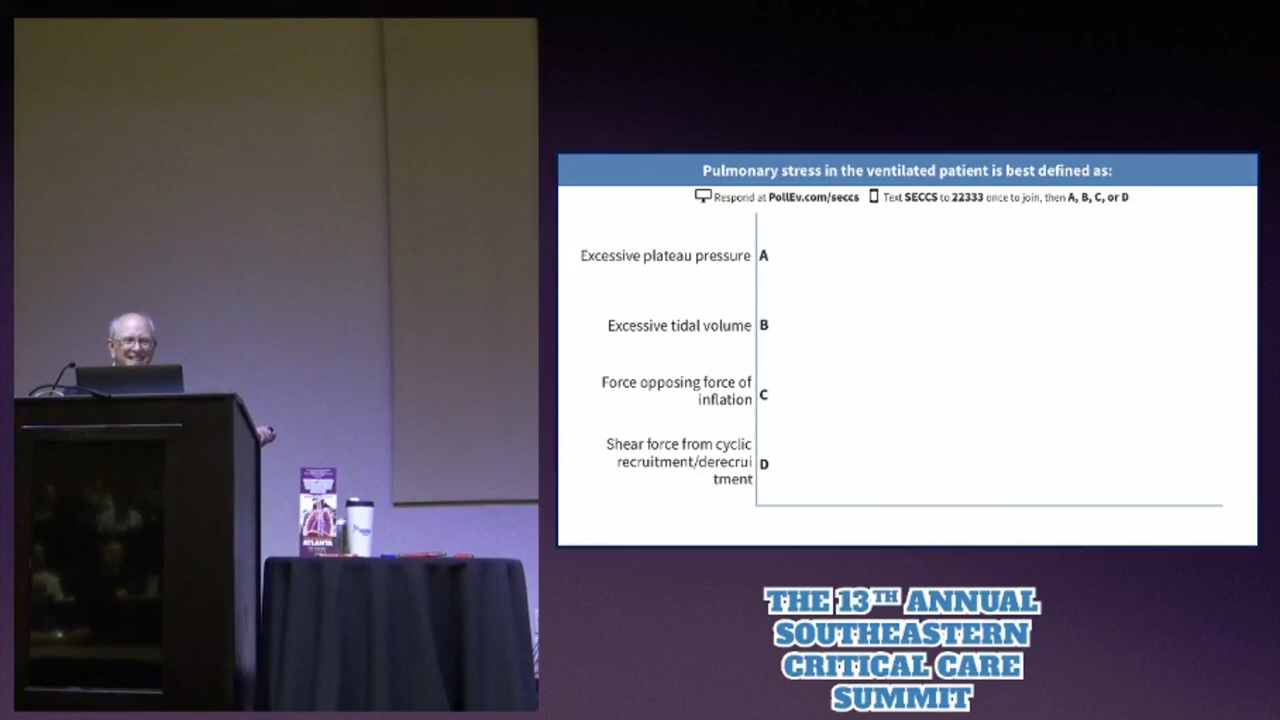 Pulmonary stress in the ventilated patient is best defined as:
Respond at PollEv.com/seccs Text SECCS to 22333 once to join, then A, B, C, or D
Excessive plateau pressure A
Excessive tidal volume B
Force opposing force of
inflation C
Shear force from cyclic
recruitment/derecrui
tment D
ATLANTA
THE 13TH ANNUAL
SOUTHEASTERN
CRITICAL CARE
SUMMIT